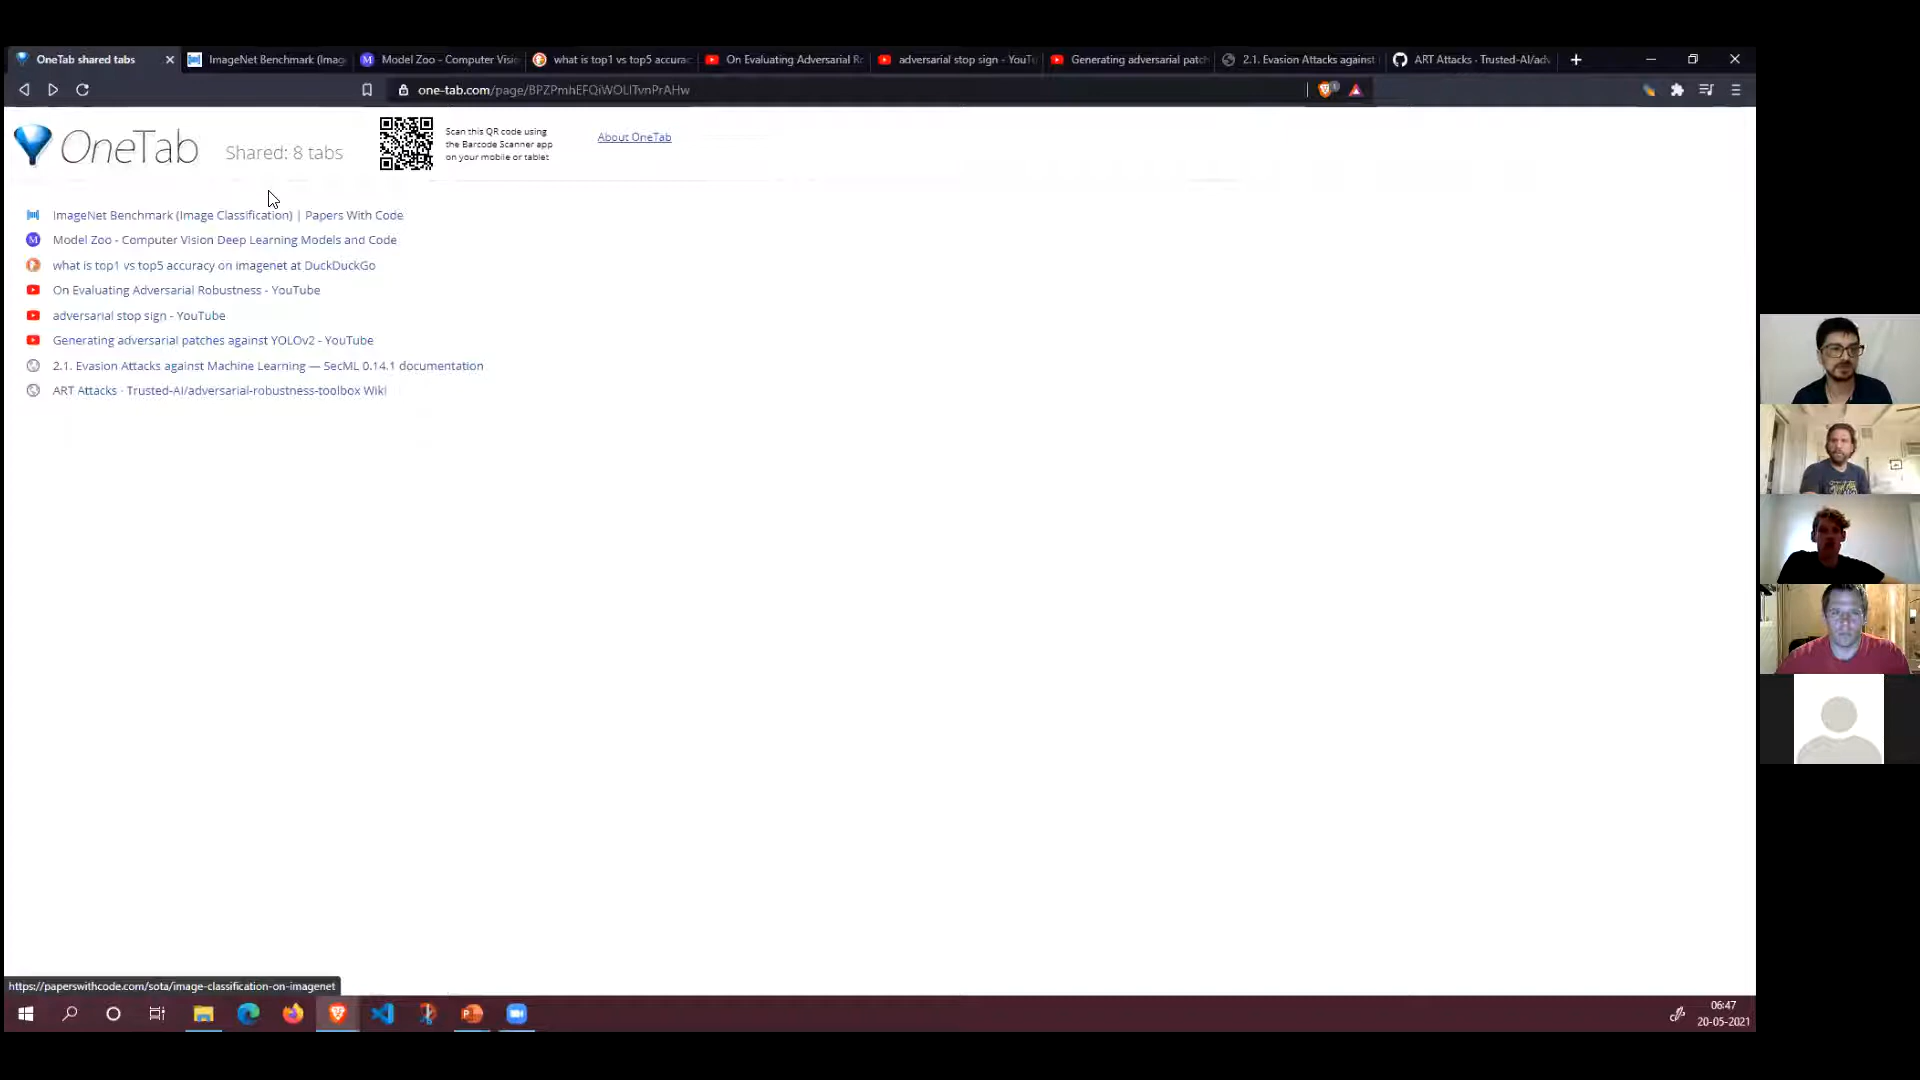 OneTab shared tabs
ImageNet Benchmark (Imag
Model Zoo - Computer Visi
what is top1 vs top5 accurac
On Evaluating Adversarial Ro
adversarial stop sign - YouTu
Generating adversarial patch
2.1. Evasion Attacks against
ART Attacks · Trusted-AI/adv
one-tab.com/page/BPZPmhEFQiWOLlTvnPrAHw
OneTab
Shared: 8 tabs
Scan this QR code using
the Barcode Scanner app
on your mobile or tablet
About OneTab
ImageNet Benchmark (Image Classification) | Papers With Code
Model Zoo - Computer Vision Deep Learning Models and Code
what is top1 vs top5 accuracy on imagenet at DuckDuckGo
On Evaluating Adversarial Robustness - YouTube
adversarial stop sign - YouTube
Generating adversarial patches against YOLOv2 - YouTube
2.1. Evasion Attacks against Machine Learning — SecML 0.14.1 documentation
ART Attacks · Trusted-AI/adversarial-robustness-toolbox Wiki
https://paperswithcode.com/sota/image-classification-on-imagenet
06:47
20-05-2021